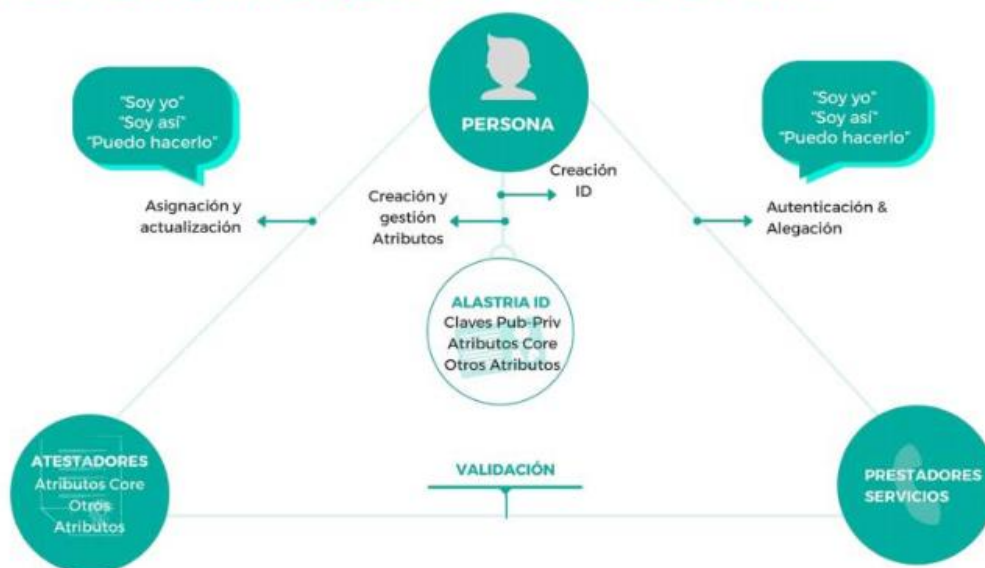 "Soy yo"
"Soy así"
"Puedo hacerlo"
PERSONA
"Soy yo"
"Soy así"
"Puedo hacerlo"
Asignación y
actualización
Creación y
gestión
Atributos
Creación
ID
Autenticación &
Alegación
ALASTRIA ID
Claves Pub-Priv
Atributos Core
Otros Atributos
ATESTADORES
Atributos Core
Otros
Atributos
VALIDACIÓN
PRESTADORES
SERVICIOS